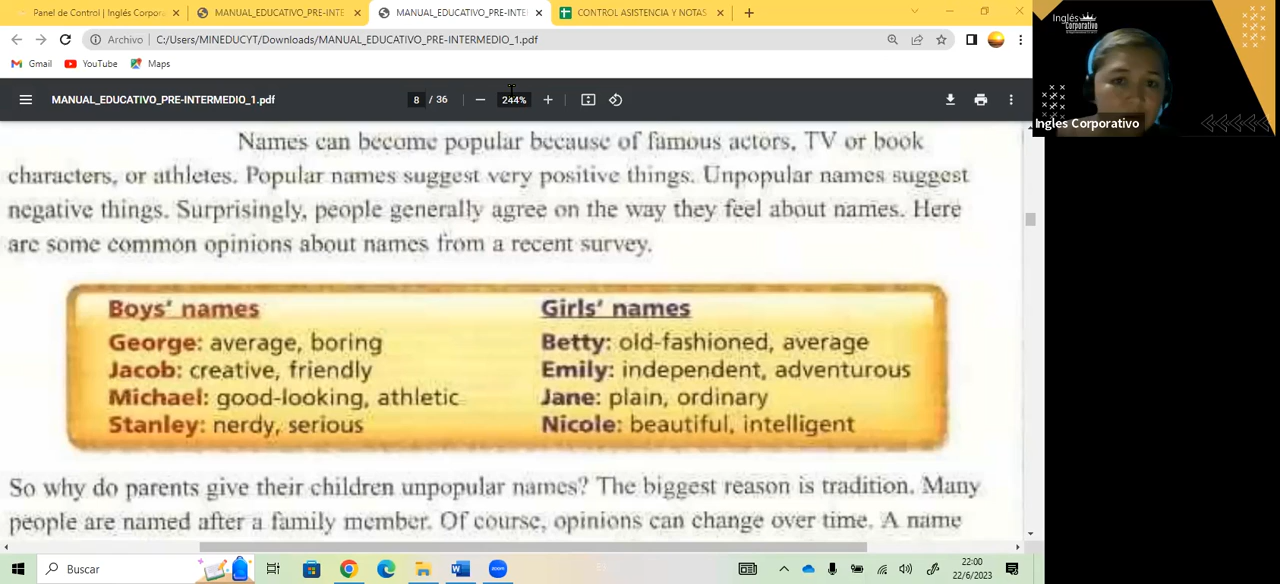 Panel de Control | Inglés Corpora
MANUAL_EDUCATIVO_PRE-INTE
MANUAL_EDUCATIVO_PRE-INTE
CONTROL ASISTENCIA Y NOTAS
Archivo
C:/Users/MINEDUCYT/Downloads/MANUAL_EDUCATIVO_PRE-INTERMEDIO_1.pdf
Gmail
YouTube
Maps
MANUAL_EDUCATIVO_PRE-INTERMEDIO_1.pdf
8 / 36
244%
Names can become popular because of famous actors, TV or book
characters, or athletes. Popular names suggest very positive things. Unpopular names suggest
negative things. Surprisingly, people generally agree on the way they feel about names. Here
are some common opinions about names from a recent survey.
Boys' names
George: average, boring
Jacob: creative, friendly
Michael: good-looking, athletic
Stanley: nerdy, serious
Girls' names
Betty: old-fashioned, average
Emily: independent, adventurous
Jane: plain, ordinary
Nicole: beautiful, intelligent
So why do parents give their children unpopular names? The biggest reason is tradition. Many
people are named after a family member. Of course, opinions can change over time. A name
Inglés
Corporativo
Ingles Corporativo
Buscar
zoom
22:00
22/6/2023